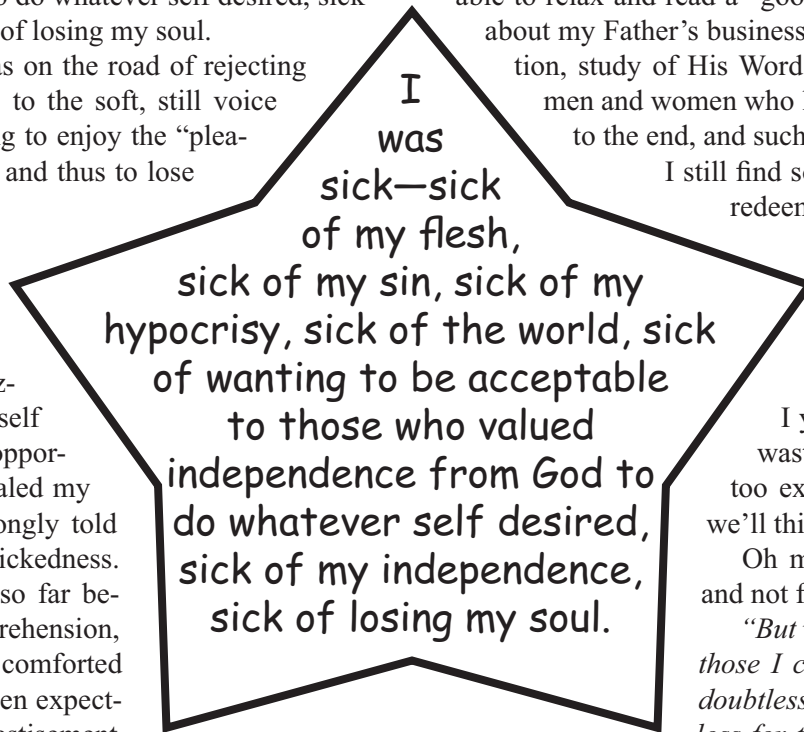 do whatever self desired, sick
of losing my soul.
as on the road of rejecting
to the soft, still voice
g to enjoy the “plea-
and thus to lose
z-
self
oppor-
aled my
ongly told
ickedness.
so far be-
rehension,
comforted
en expect-
I
was
sick—sick
of my flesh,
sick of my sin, sick of my
hypocrisy, sick of the world, sick
of wanting to be acceptable
to those who valued
independence from God to
do whatever self desired,
sick of my independence,
sick of losing my soul.
able to relax and read a “goo
about my Father’s business
tion, study of His Word
men and women who
to the end, and such
I still find s
redeem
I y
wast
too ex
we’ll thi
Oh m
and not f
“But
those I c
doubtless